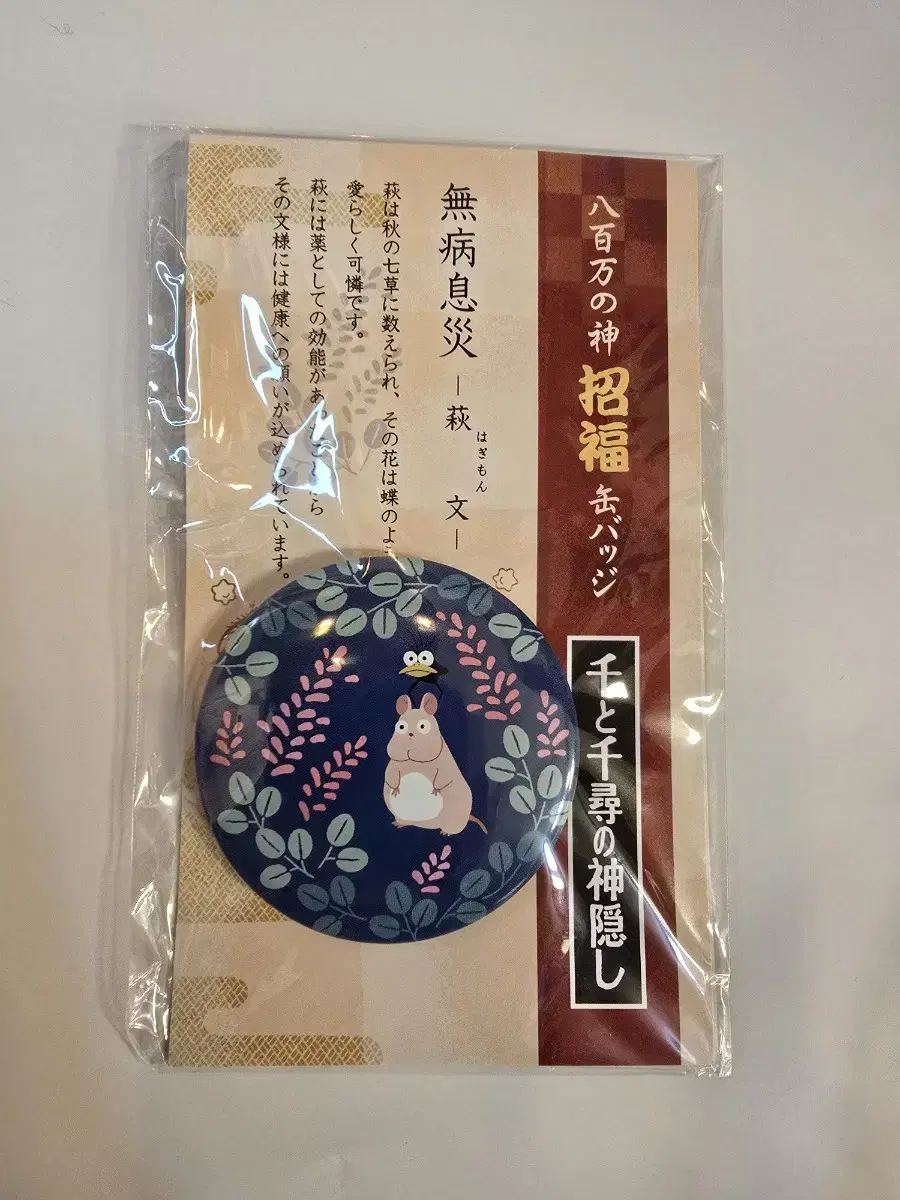 八百万の神 招福 缶バッジ
千と千尋の神隠し
無病息災
―萩 文―
はぎもん
萩は秋の七草に数えられ、その花は蝶のよ
愛らしく可憐です。
萩には薬としての効能があ
その文様には健康への願いが込め れています。